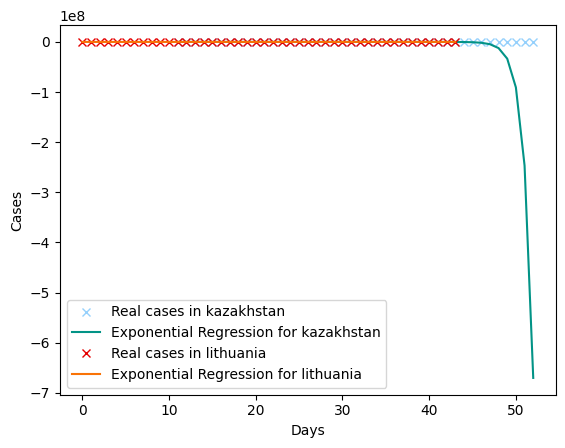 1e8
0
−1
−2
−3
−4
−5
−6
−7
Cases
Real cases in kazakhstan
Exponential Regression for kazakhstan
Real cases in lithuania
Exponential Regression for lithuania
0 10 20 30 40 50
Days